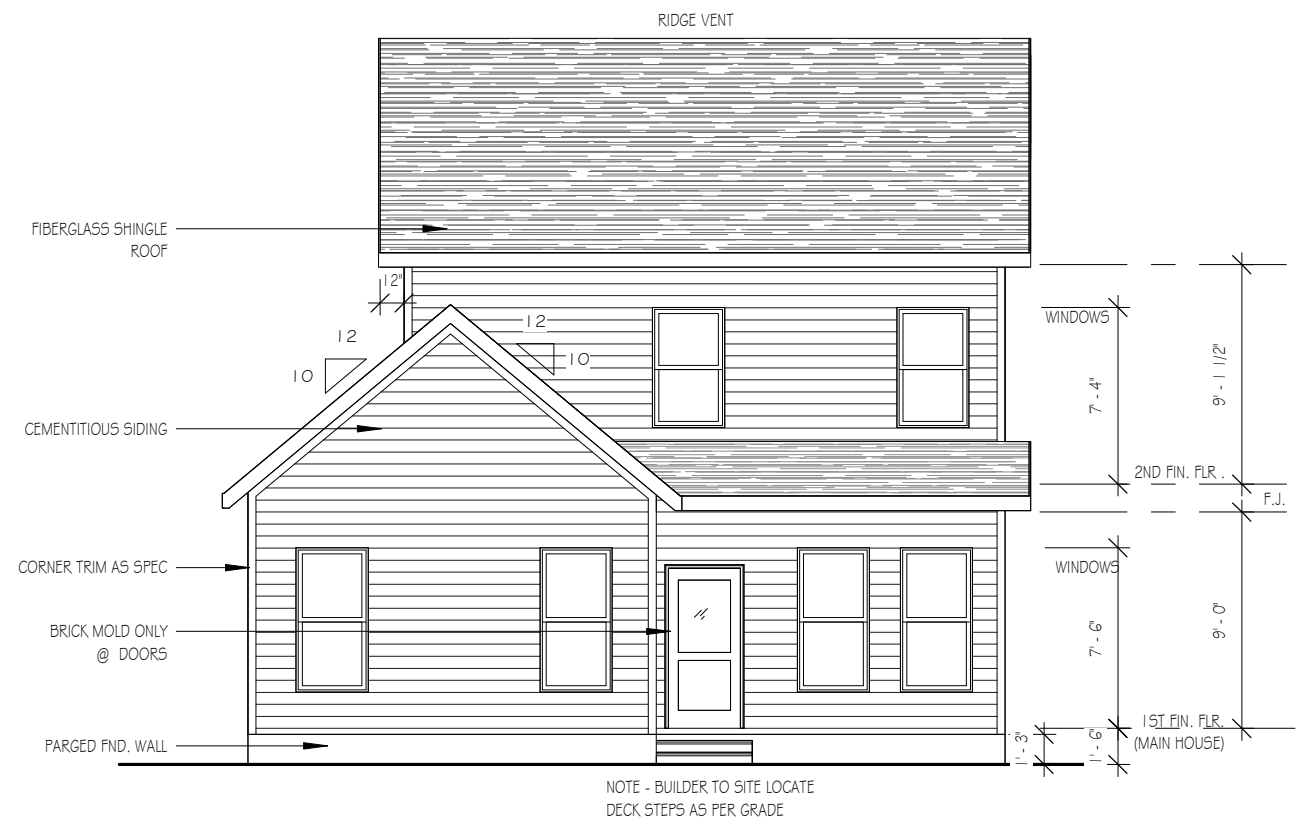 RIDGE VENT
FIBERGLASS SHINGLE
ROOF
12"
WINDOWS
12
12
10
10
7' - 4"
9' - 1 1/2"
CEMENTITIOUS SIDING
2ND FIN. FLR .
F.J.
CORNER TRIM AS SPEC
WINDOWS
BRICK MOLD ONLY
@ DOORS
7' - 6"
9' - 0"
1ST FIN. FLR.
(MAIN HOUSE)
PARGED FND. WALL
1' - 3"
1' - 6"
NOTE - BUILDER TO SITE LOCATE
DECK STEPS AS PER GRADE